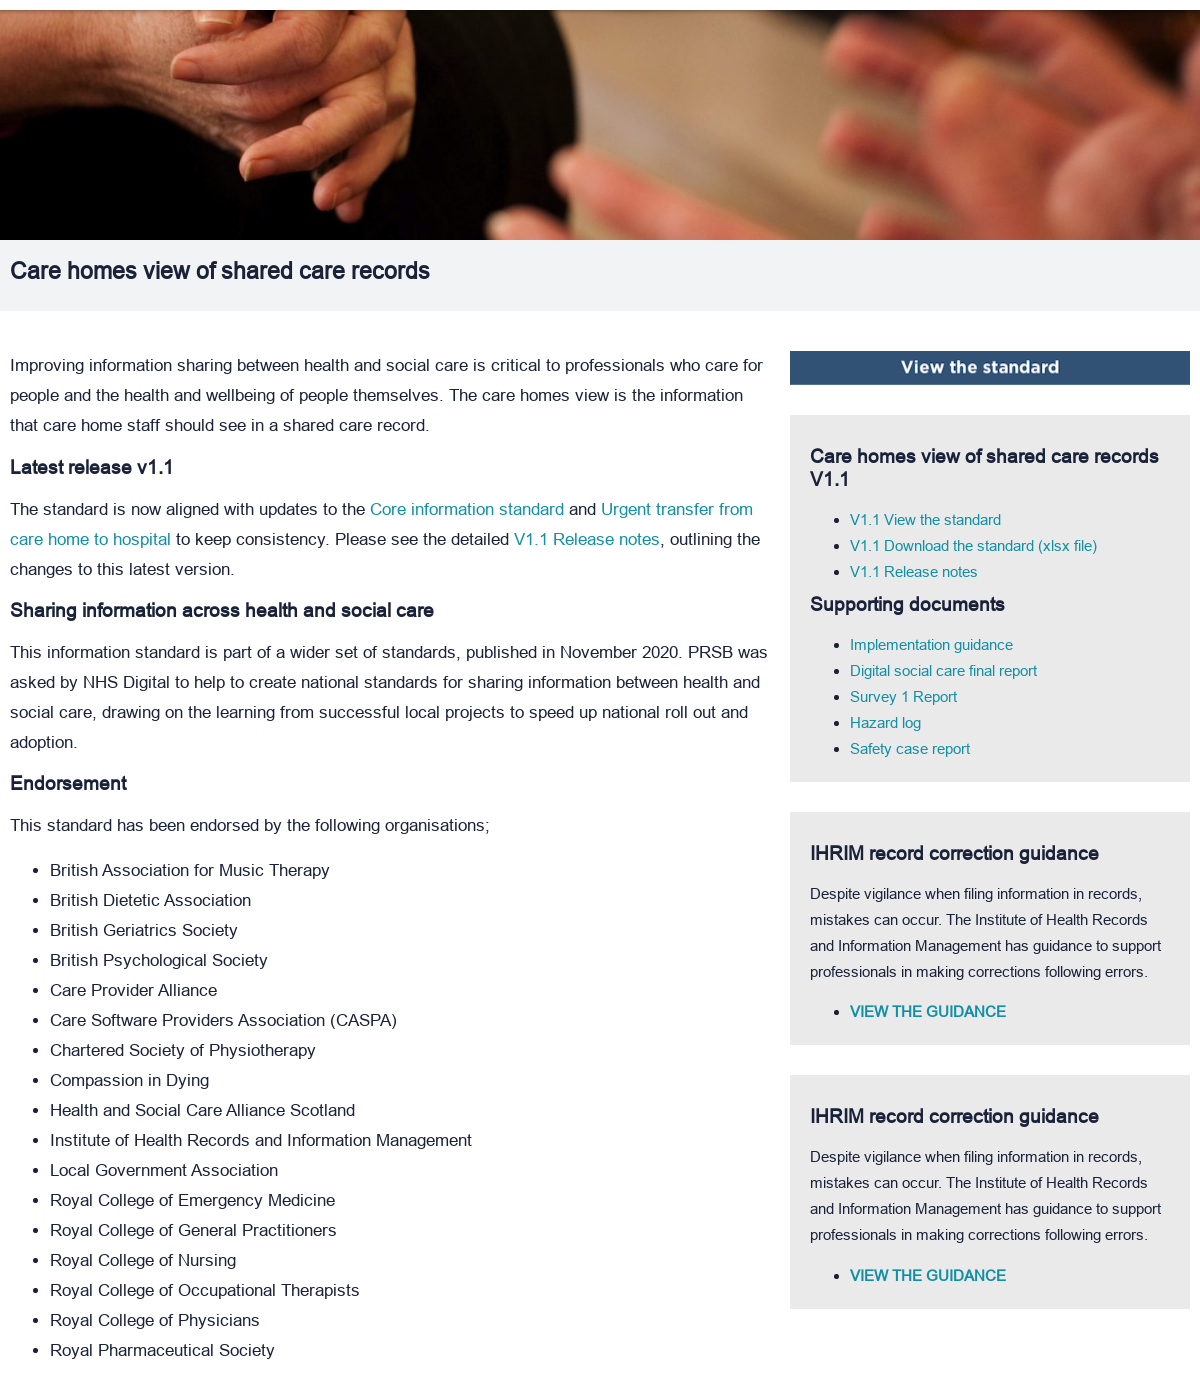 Care homes view of shared care records
Improving information sharing between health and social care is critical to professionals who care for
people and the health and wellbeing of people themselves. The care homes view is the information
that care home staff should see in a shared care record.
Latest release v1.1
The standard is now aligned with updates to the Core information standard and Urgent transfer from
care home to hospital to keep consistency. Please see the detailed V1.1 Release notes, outlining the
changes to this latest version.
Sharing information across health and social care
This information standard is part of a wider set of standards, published in November 2020. PRSB was
asked by NHS Digital to help to create national standards for sharing information between health and
social care, drawing on the learning from successful local projects to speed up national roll out and
adoption.
Endorsement
This standard has been endorsed by the following organisations;
• British Association for Music Therapy
• British Dietetic Association
• British Geriatrics Society
• British Psychological Society
• Care Provider Alliance
• Care Software Providers Association (CASPA)
• Chartered Society of Physiotherapy
• Compassion in Dying
• Health and Social Care Alliance Scotland
• Institute of Health Records and Information Management
• Local Government Association
• Royal College of Emergency Medicine
• Royal College of General Practitioners
• Royal College of Nursing
• Royal College of Occupational Therapists
• Royal College of Physicians
• Royal Pharmaceutical Society
View the standard
Care homes view of shared care records
V1.1
• V1.1 View the standard
• V1.1 Download the standard (xlsx file)
• V1.1 Release notes
Supporting documents
• Implementation guidance
• Digital social care final report
• Survey 1 Report
• Hazard log
• Safety case report
IHRIM record correction guidance
Despite vigilance when filing information in records,
mistakes can occur. The Institute of Health Records
and Information Management has guidance to support
professionals in making corrections following errors.
• VIEW THE GUIDANCE
IHRIM record correction guidance
Despite vigilance when filing information in records,
mistakes can occur. The Institute of Health Records
and Information Management has guidance to support
professionals in making corrections following errors.
• VIEW THE GUIDANCE